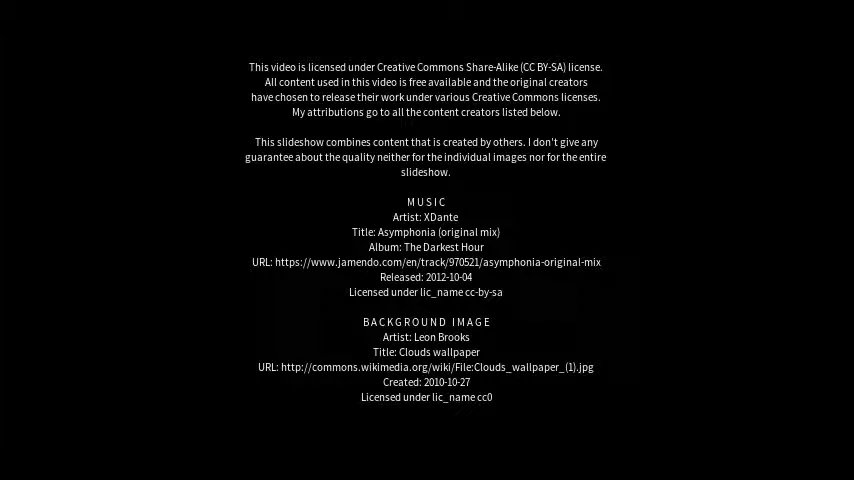 This video is licensed under Creative Commons Share-Alike (CC BY-SA) license.
All content used in this video is free available and the original creators
have chosen to release their work under various Creative Commons licenses.
My attributions go to all the content creators listed below.
This slideshow combines content that is created by others. I don't give any
guarantee about the quality neither for the individual images nor for the entire
slideshow.
MUSIC
Artist: XDante
Title: Asymphonia (original mix)
Album: The Darkest Hour
URL: https://www.jamendo.com/en/track/970521/asymphonia-original-mix
Released: 2012-10-04
Licensed under lic_name cc-by-sa
BACKGROUND IMAGE
Artist: Leon Brooks
Title: Clouds wallpaper
URL: http://commons.wikimedia.org/wiki/File:Clouds_wallpaper_(1).jpg
Created: 2010-10-27
Licensed under lic_name cc0